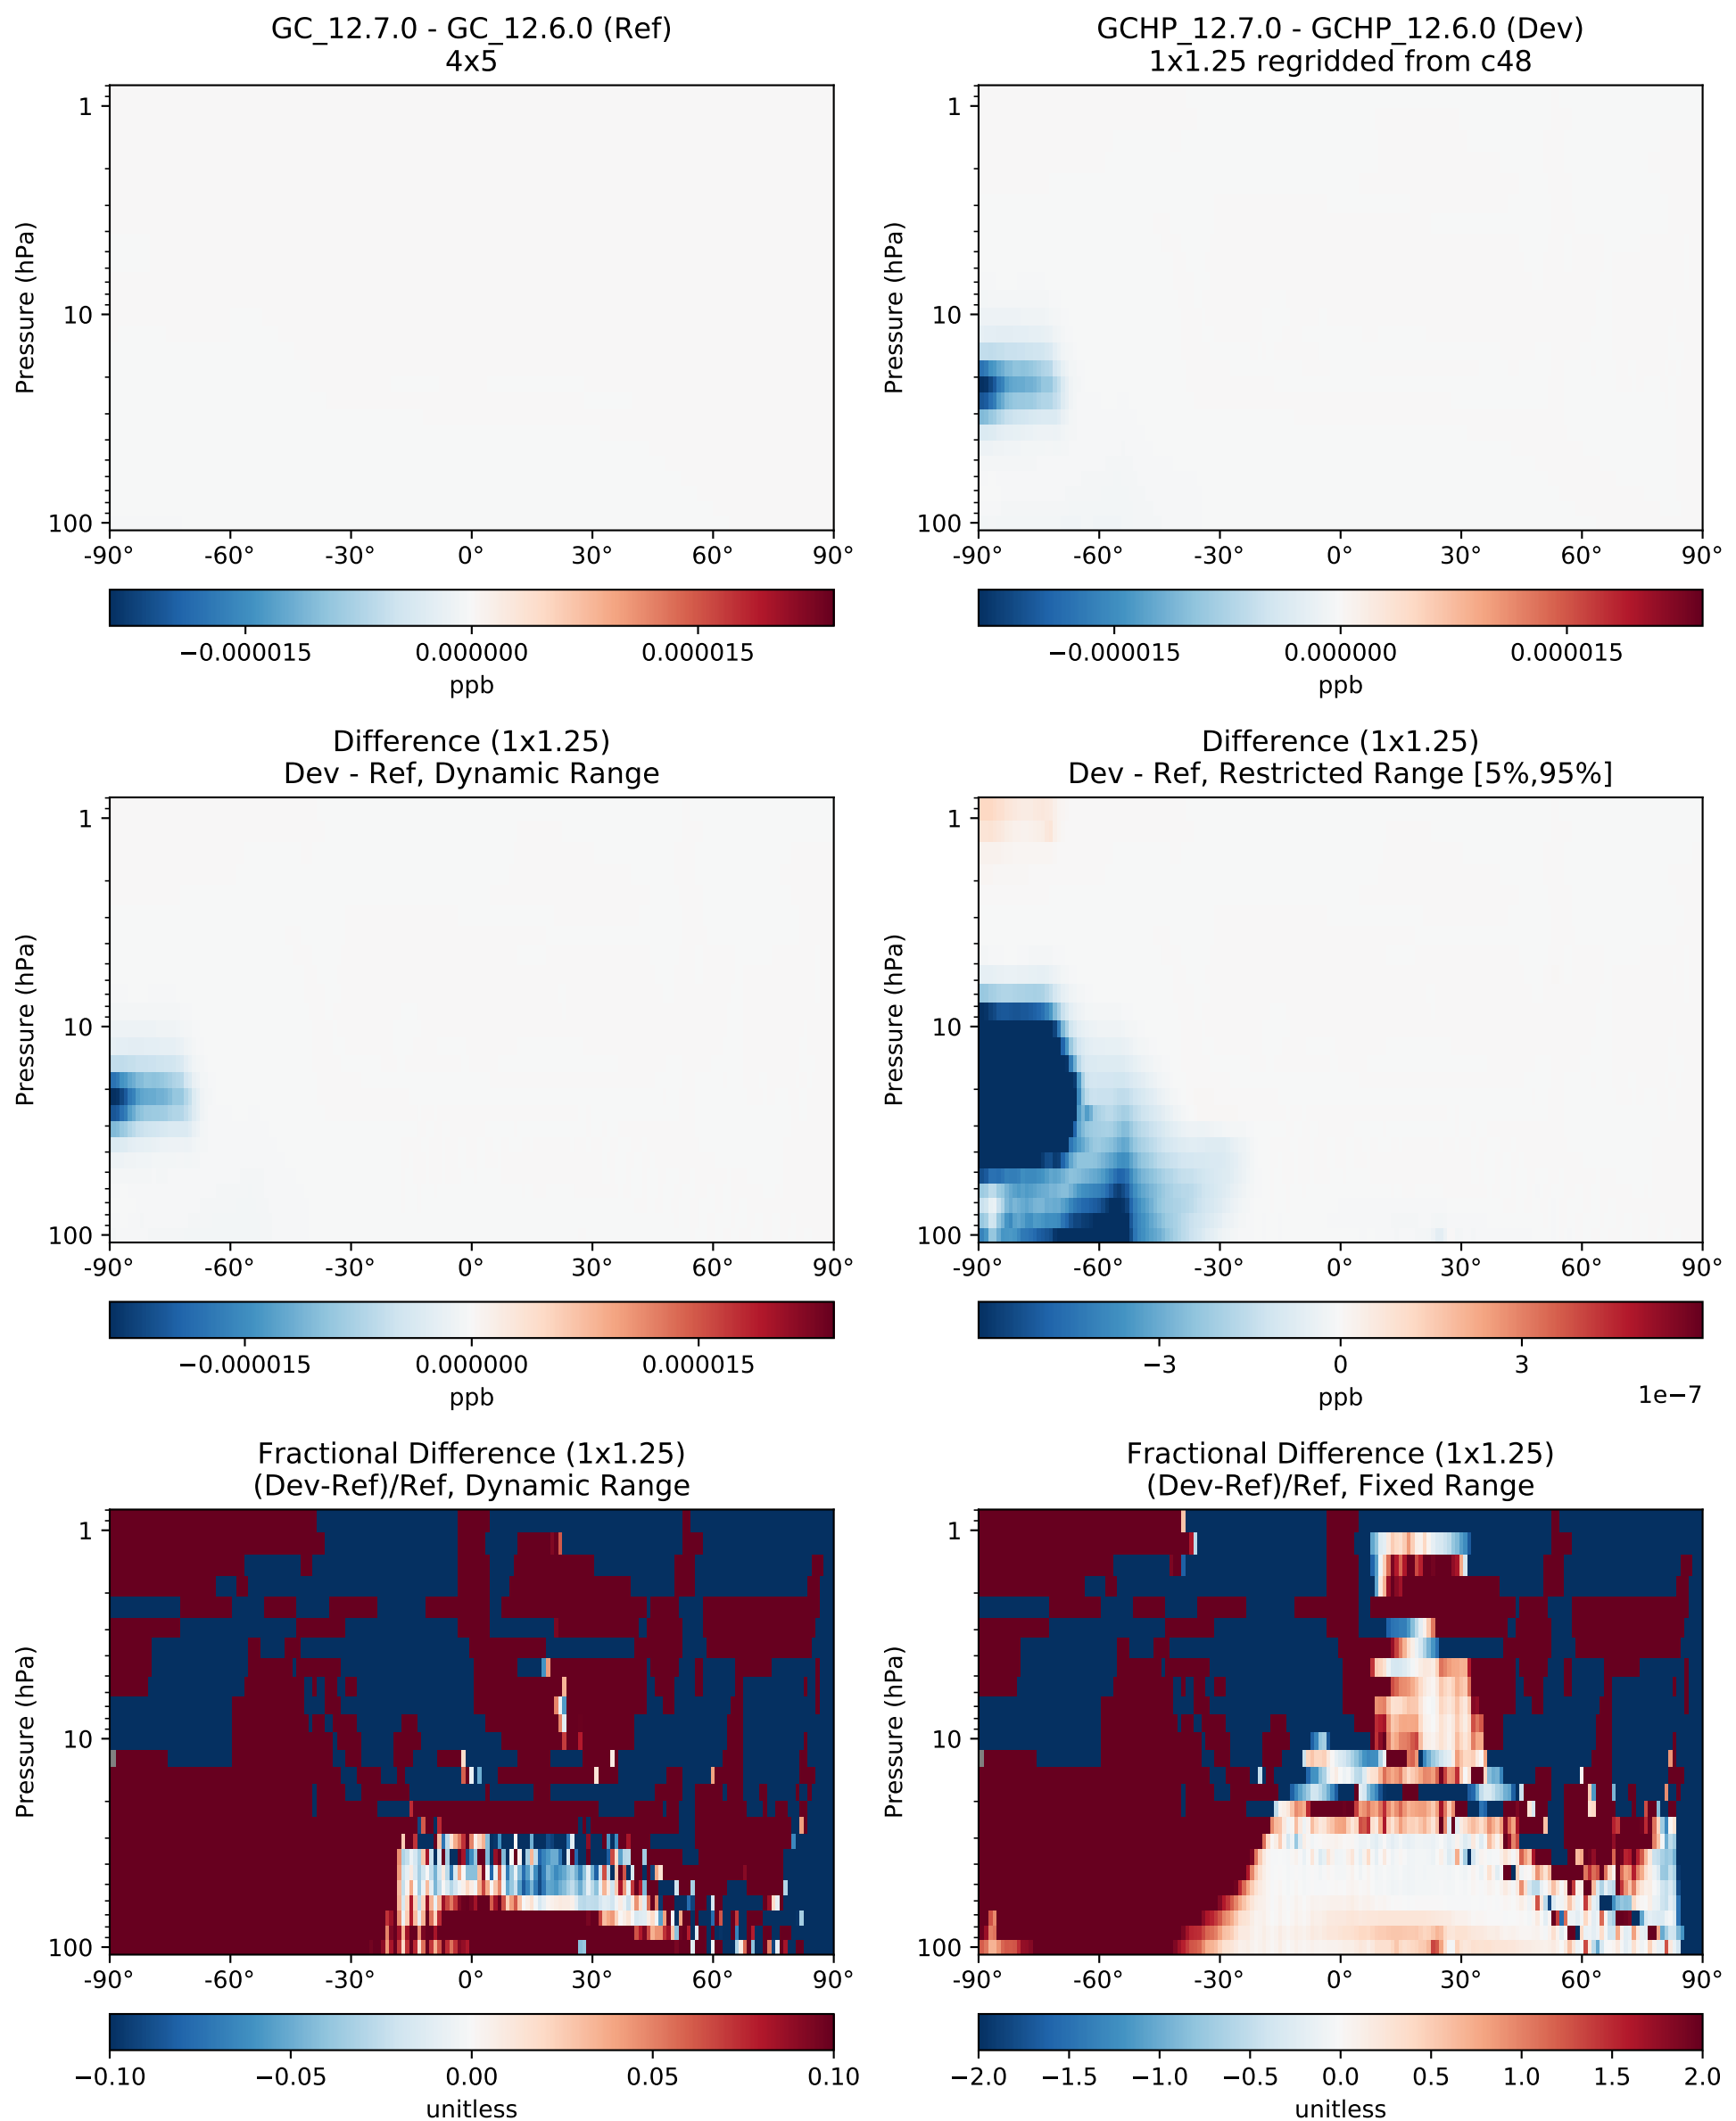 GC_12.7.0 - GC_12.6.0 (Ref)
4x5
Pressure (hPa)
1
10
100
-90° -60° -30° 0° 30° 60° 90°
−0.000015 0.000000 0.000015
ppb
GCHP_12.7.0 - GCHP_12.6.0 (Dev)
1x1.25 regridded from c48
Pressure (hPa)
1
10
100
-90° -60° -30° 0° 30° 60° 90°
−0.000015 0.000000 0.000015
ppb
Difference (1x1.25)
Dev - Ref, Dynamic Range
Pressure (hPa)
1
10
100
-90° -60° -30° 0° 30° 60° 90°
−0.000015 0.000000 0.000015
ppb
Difference (1x1.25)
Dev - Ref, Restricted Range [5%,95%]
Pressure (hPa)
1
10
100
-90° -60° -30° 0° 30° 60° 90°
−3 0 3
ppb
1e−7
Fractional Difference (1x1.25)
(Dev-Ref)/Ref, Dynamic Range
Pressure (hPa)
1
10
100
-90° -60° -30° 0° 30° 60° 90°
−0.10 −0.05 0.00 0.05 0.10
unitless
Fractional Difference (1x1.25)
(Dev-Ref)/Ref, Fixed Range
Pressure (hPa)
1
10
100
-90° -60° -30° 0° 30° 60° 90°
−2.0 −1.5 −1.0 −0.5 0.0 0.5 1.0 1.5 2.0
unitless